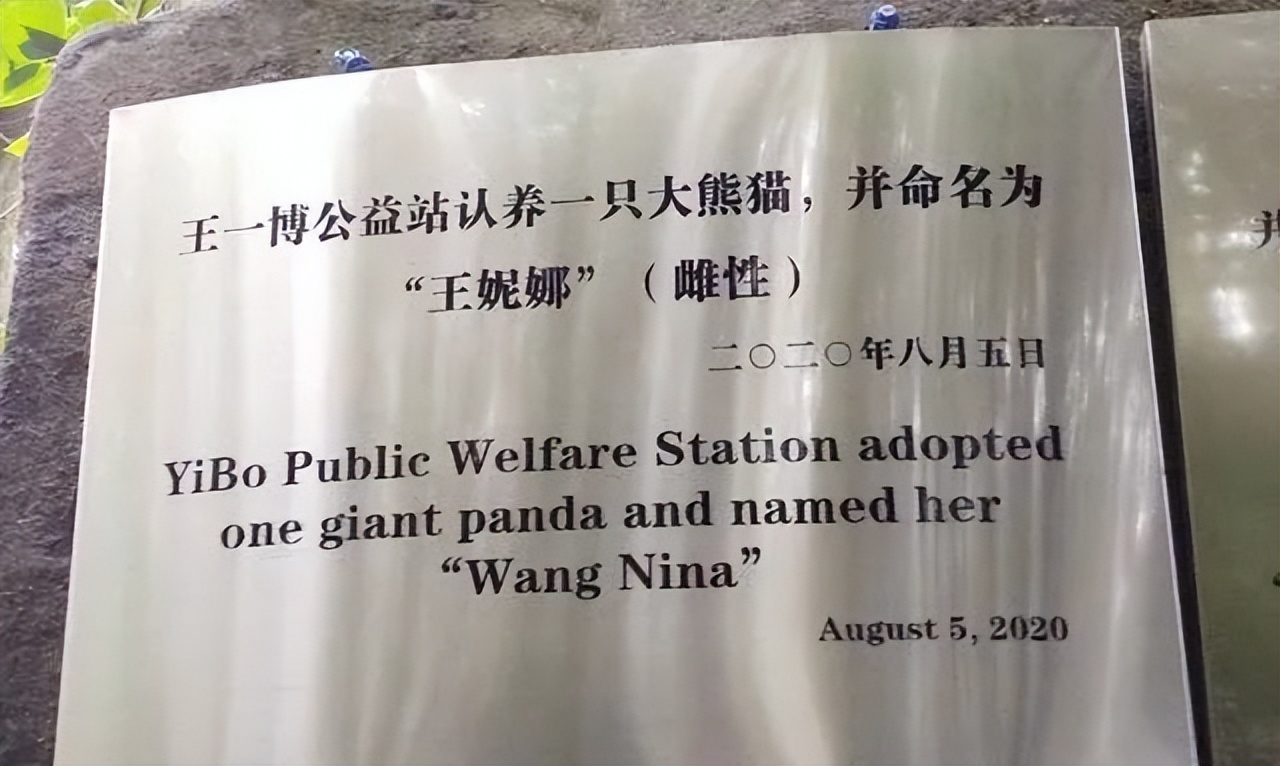 王一博公益站认养一只大熊猫，并命名为
“王妮娜”（雌性）
二〇二〇年八月五日
YiBo Public Welfare Station adopted
one giant panda and named her
“Wang Nina”
August 5, 2020